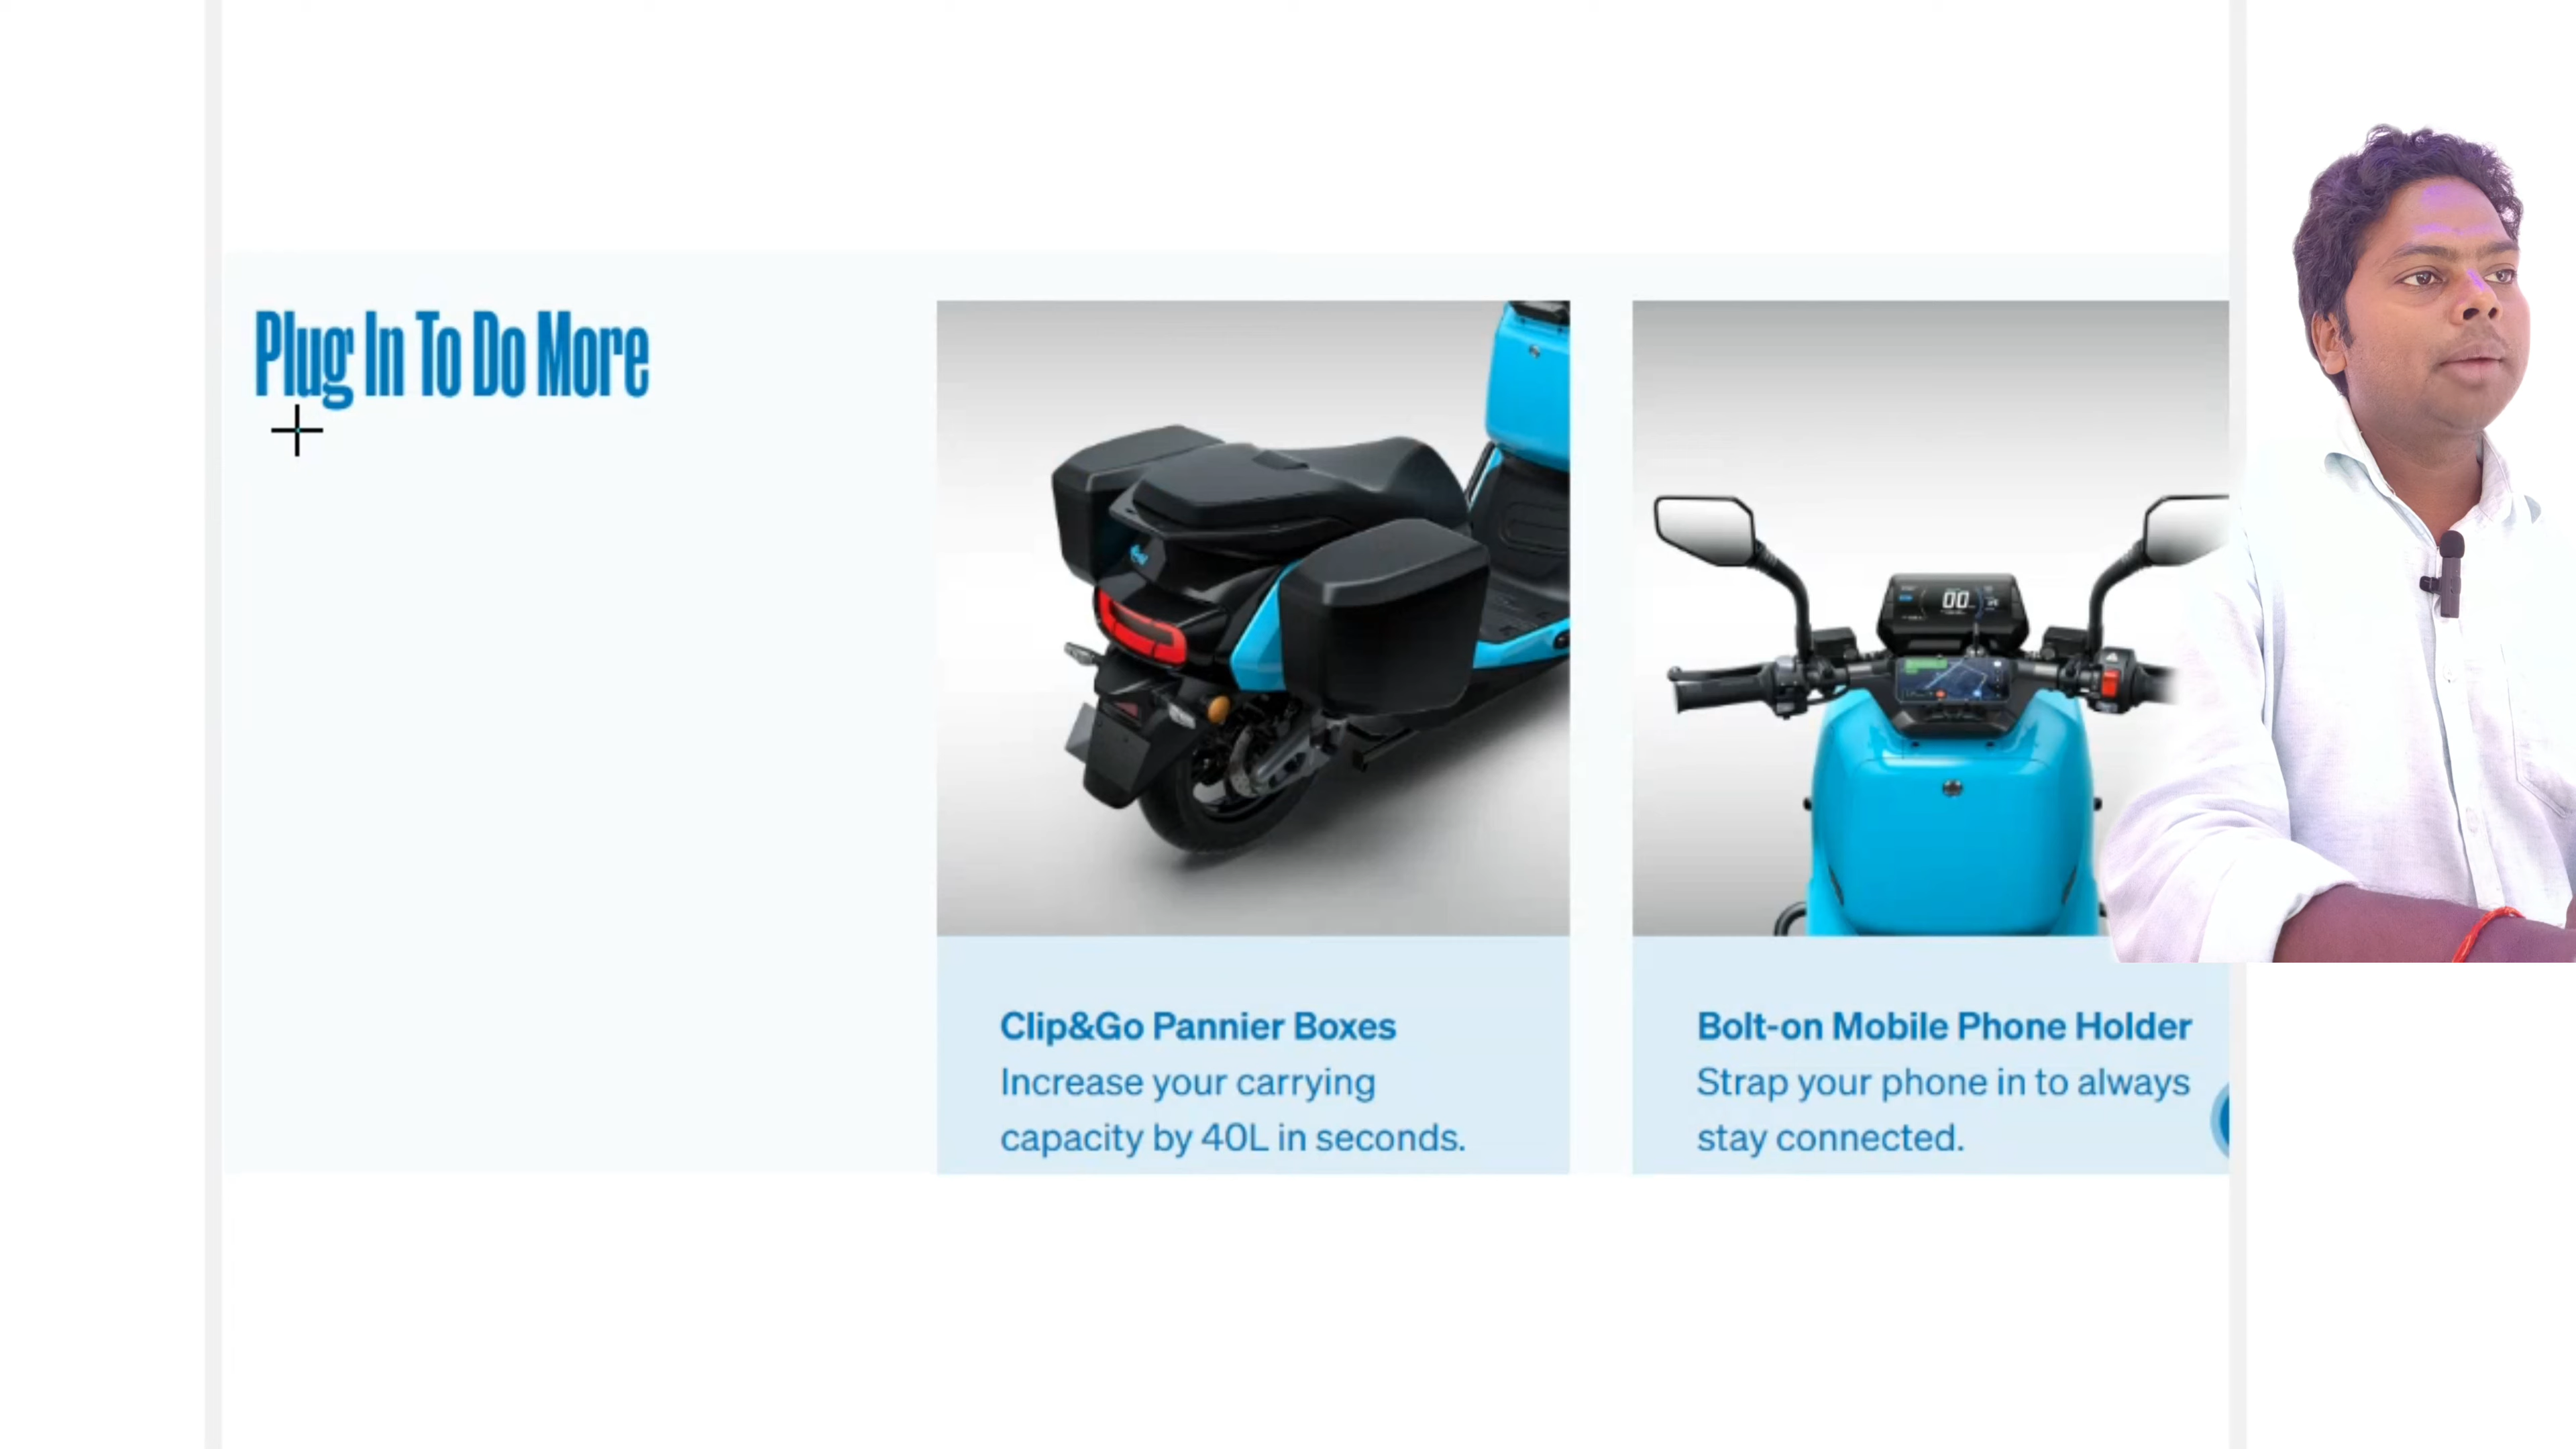 Plug In To Do More
00
Clip&Go Pannier Boxes
Increase your carrying
capacity by 40L in seconds.
Bolt-on Mobile Phone Holder
Strap your phone in to always
stay connected.